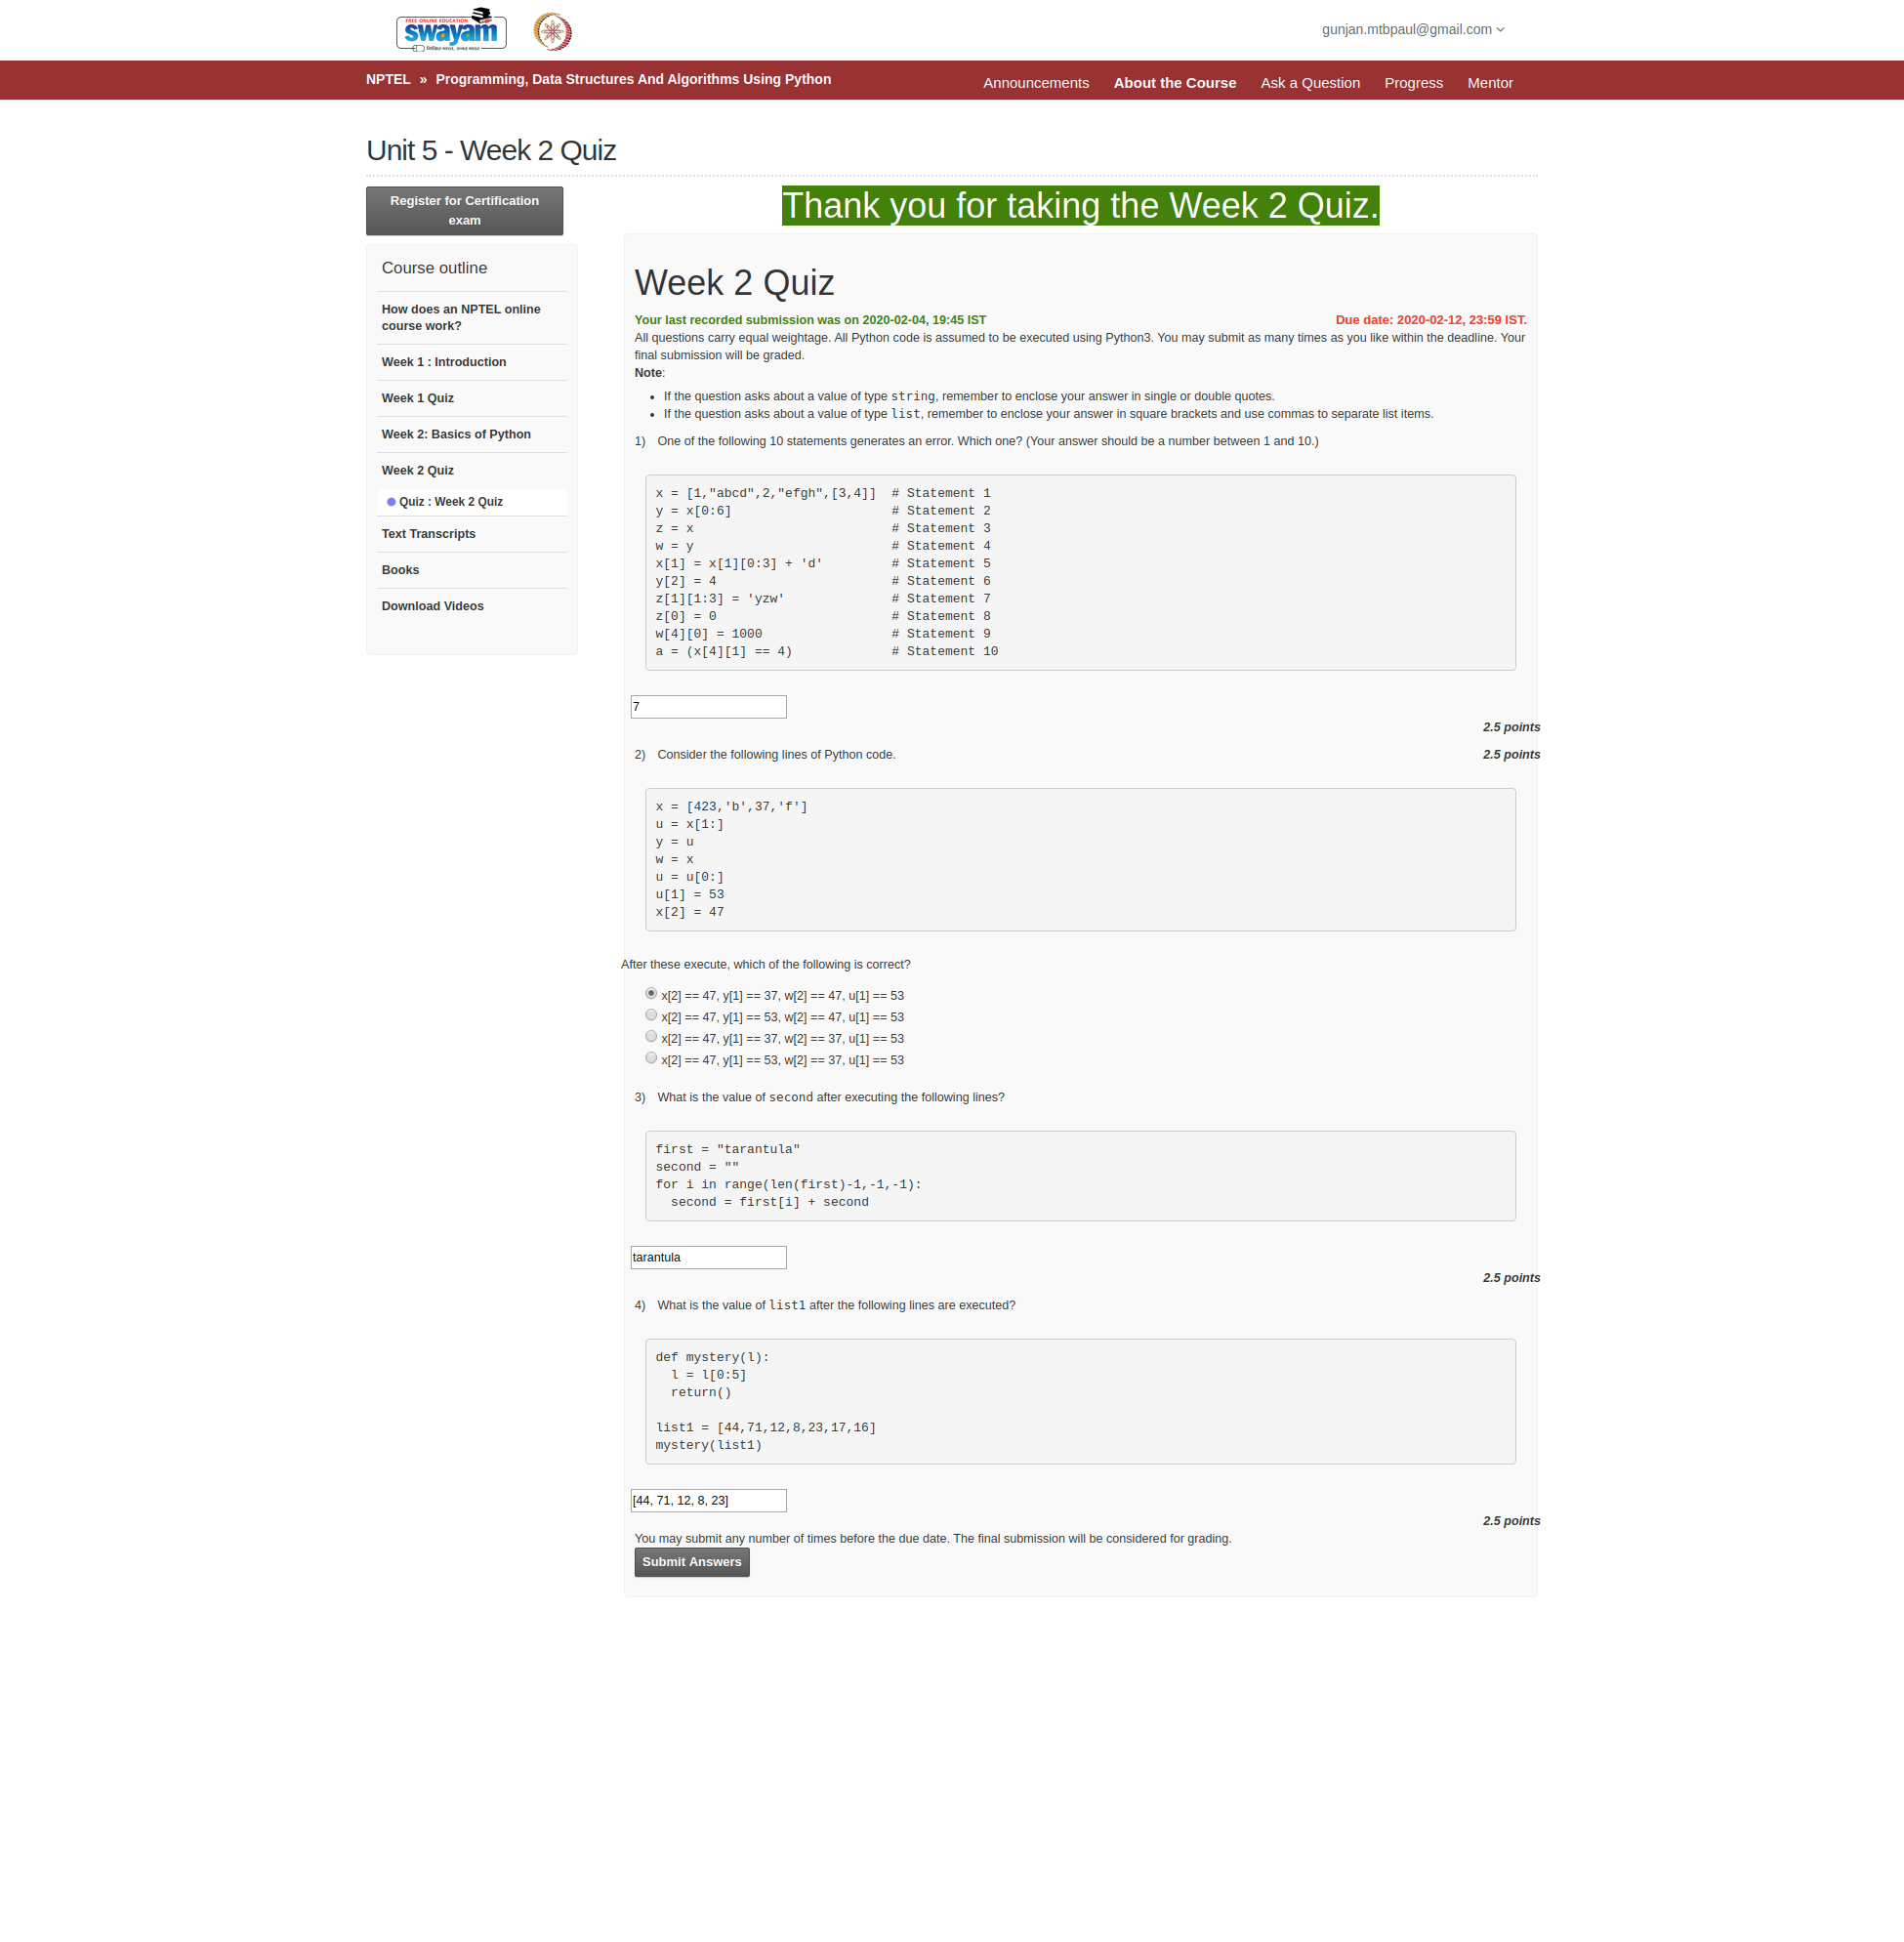 FREE ONLINE EDUCATION
swayam
gunjan.mtbpaul@gmail.com
NPTEL » Programming, Data Structures And Algorithms Using Python
Announcements About the Course Ask a Question Progress Mentor
Unit 5 - Week 2 Quiz
Register for Certification
exam
Course outline
How does an NPTEL online
course work?
Week 1 : Introduction
Week 1 Quiz
Week 2: Basics of Python
Week 2 Quiz
Quiz : Week 2 Quiz
Text Transcripts
Books
Download Videos
Thank you for taking the Week 2 Quiz.
Week 2 Quiz
Your last recorded submission was on 2020-02-04, 19:45 IST Due date: 2020-02-12, 23:59 IST.
All questions carry equal weightage. All Python code is assumed to be executed using Python3. You may submit as many times as you like within the deadline. Your
final submission will be graded.
Note:
• If the question asks about a value of type string, remember to enclose your answer in single or double quotes.
• If the question asks about a value of type list, remember to enclose your answer in square brackets and use commas to separate list items.
1) One of the following 10 statements generates an error. Which one? (Your answer should be a number between 1 and 10.)
x = [1,"abcd",2,"efgh",[3,4]]  # Statement 1
y = x[0:6]                     # Statement 2
z = x                          # Statement 3
w = y                          # Statement 4
x[1] = x[1][0:3] + 'd'         # Statement 5
y[2] = 4                       # Statement 6
z[1][1:3] = 'yzw'              # Statement 7
z[0] = 0                       # Statement 8
w[4][0] = 1000                 # Statement 9
a = (x[4][1] == 4)             # Statement 10
7
2.5 points
2) Consider the following lines of Python code. 2.5 points
x = [423,'b',37,'f']
u = x[1:]
y = u
w = x
u = u[0:]
u[1] = 53
x[2] = 47
After these execute, which of the following is correct?
x[2] == 47, y[1] == 37, w[2] == 47, u[1] == 53
x[2] == 47, y[1] == 53, w[2] == 47, u[1] == 53
x[2] == 47, y[1] == 37, w[2] == 37, u[1] == 53
x[2] == 47, y[1] == 53, w[2] == 37, u[1] == 53
3) What is the value of second after executing the following lines?
first = "tarantula"
second = ""
for i in range(len(first)-1,-1,-1):
  second = first[i] + second
tarantula
2.5 points
4) What is the value of list1 after the following lines are executed?
def mystery(l):
  l = l[0:5]
  return()
list1 = [44,71,12,8,23,17,16]
mystery(list1)
[44, 71, 12, 8, 23]
2.5 points
You may submit any number of times before the due date. The final submission will be considered for grading.
Submit Answers